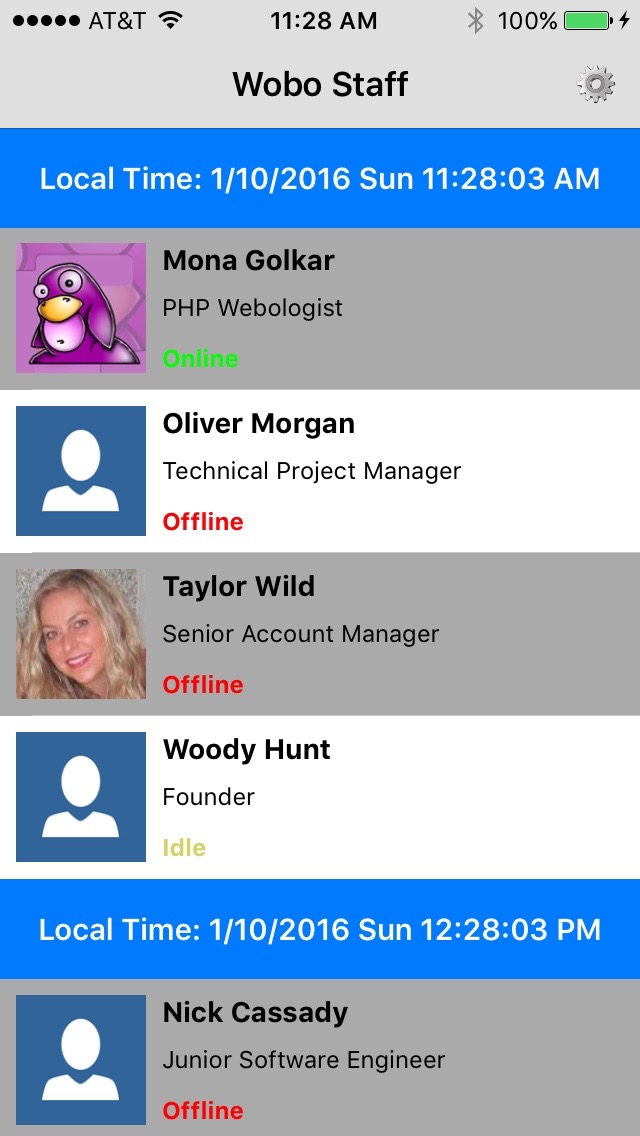 AT&T 11:28 AM 100%
Wobo Staff
Local Time: 1/10/2016 Sun 11:28:03 AM
Mona Golkar
PHP Webologist
Online
Oliver Morgan
Technical Project Manager
Offline
Taylor Wild
Senior Account Manager
Offline
Woody Hunt
Founder
Idle
Local Time: 1/10/2016 Sun 12:28:03 PM
Nick Cassady
Junior Software Engineer
Offline